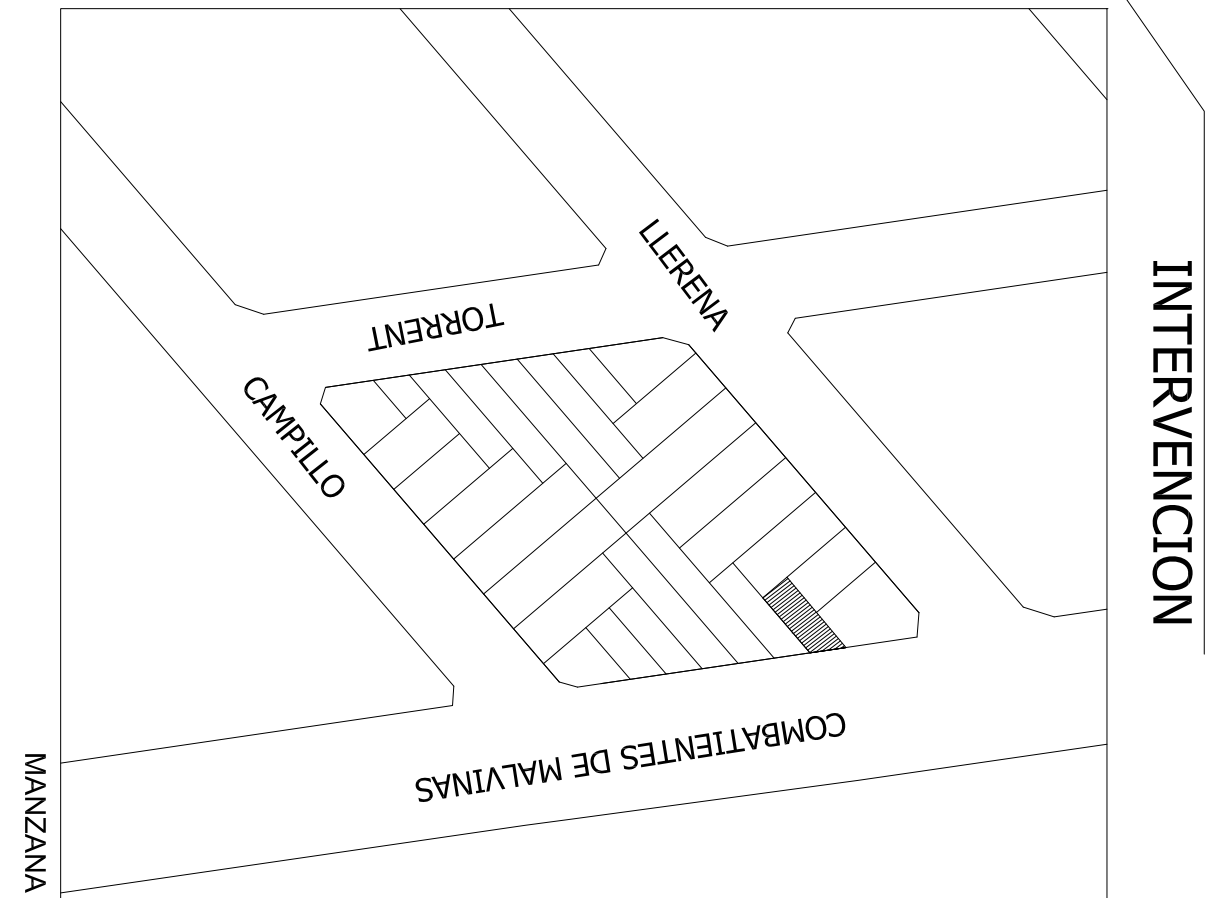 LLERENA
TORRENT
CAMPILLO
COMBATIENTES DE MALVINAS
MANZANA
INTERVENCION